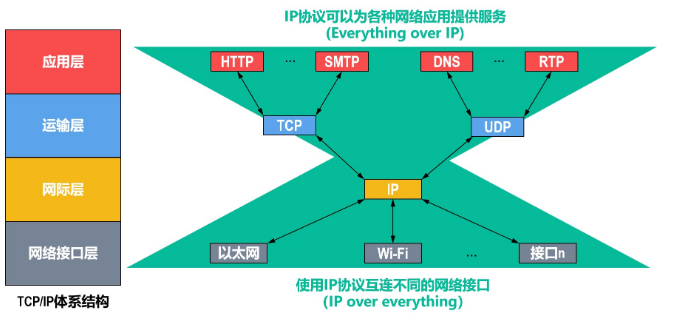 IP协议可以为各种网络应用提供服务
(Everything over IP)
应用层
HTTP ... SMTP DNS ... RTP
运输层
TCP UDP
网际层
IP
网络接口层
以太网 Wi-Fi ... 接口n
使用IP协议互连不同的网络接口
(IP over everything)
TCP/IP体系结构